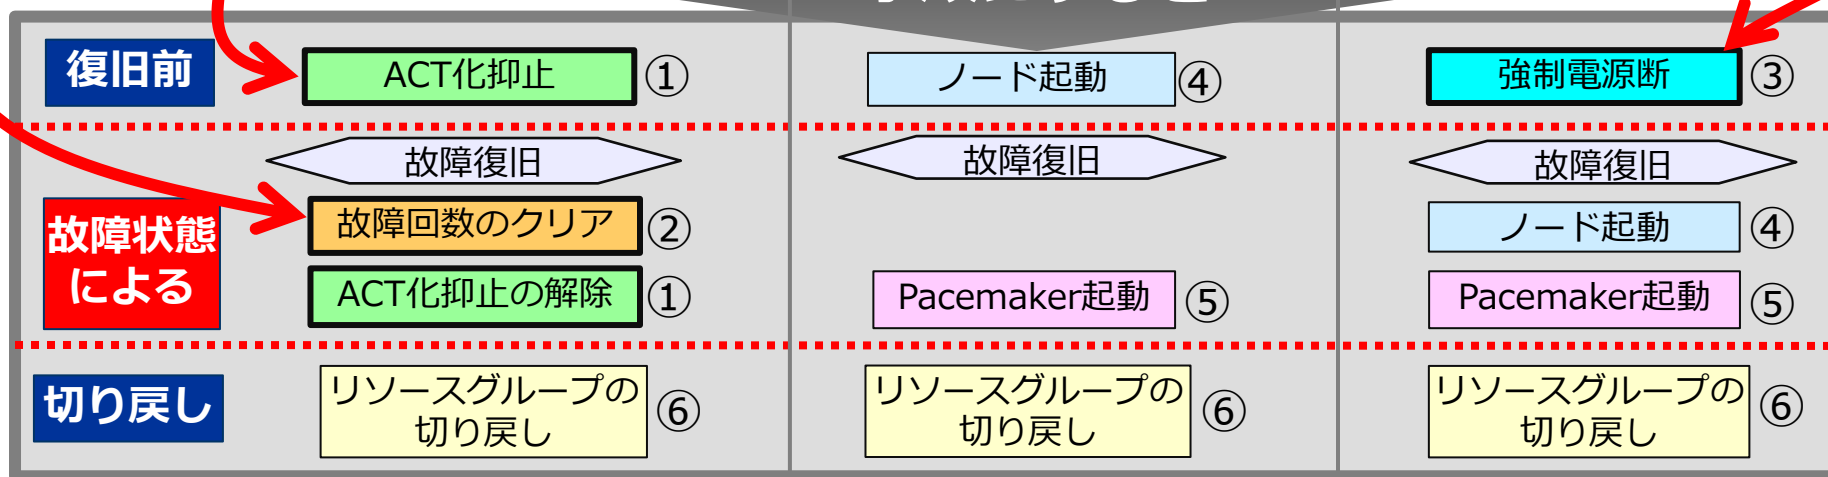 復旧前
ACT化抑止 ①
ノード起動 ④
強制電源断 ③
故障復旧
故障復旧
故障復旧
故障状態
による
故障回数のクリア ②
ノード起動 ④
ACT化抑止の解除 ①
Pacemaker起動 ⑤
Pacemaker起動 ⑤
切り戻し
リソースグループの
切り戻し ⑥
リソースグループの
切り戻し ⑥
リソースグループの
切り戻し ⑥